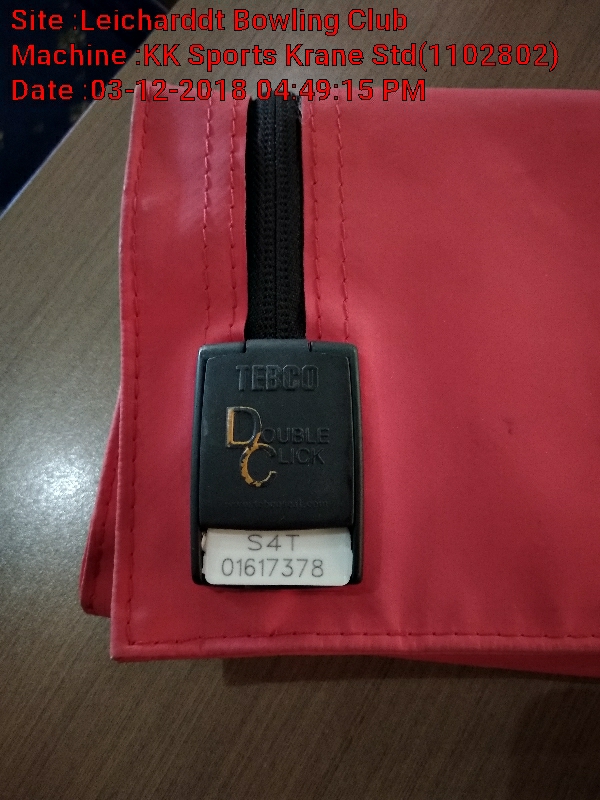 Site :Leicharddt Bowling Club
Machine :KK Sports Krane Std(1102802)
Date :03-12-2018 04:49:15 PM
TEBCO
DOUBLE
CLICK
S4T
01617378